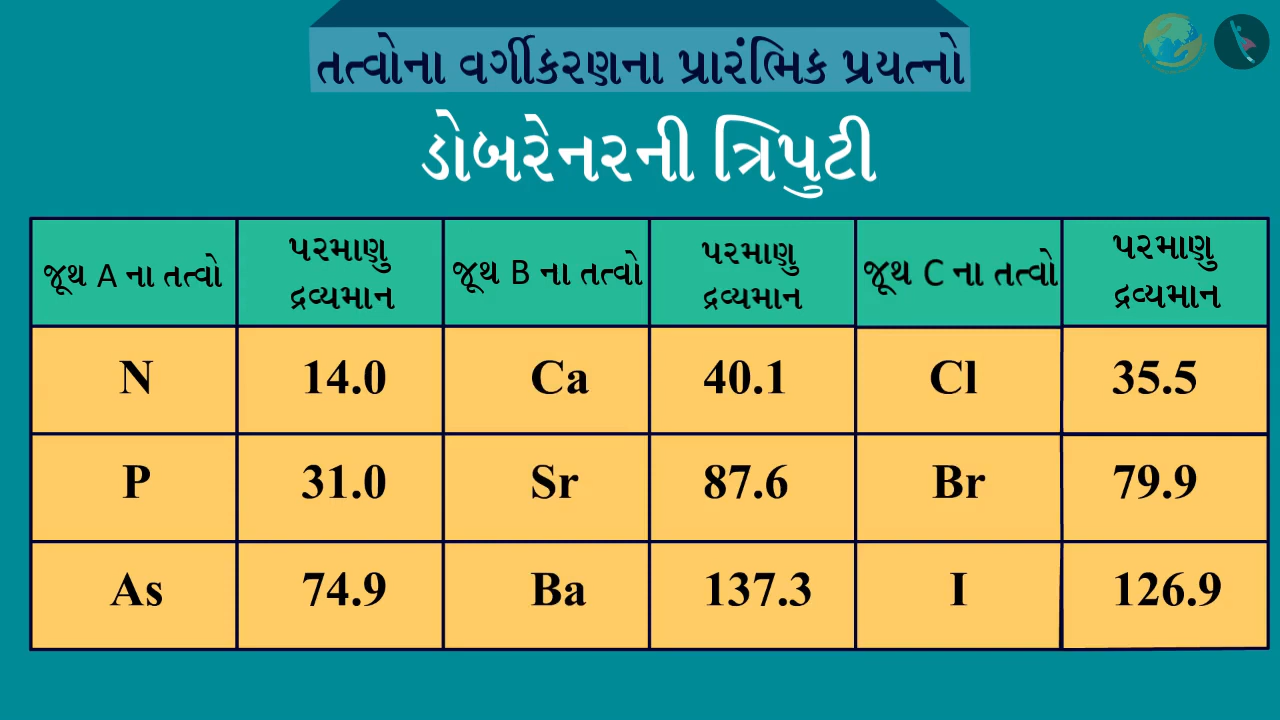 તત્વોના વર્ગીકરણના પ્રારંભિક પ્રયત્નો
ડોબરેનરની ત્રિપુટી
જૂથ A ના તત્વો પરમાણુ દ્રવ્યમાન જૂથ B ના તત્વો પરમાણુ દ્રવ્યમાન જૂથ C ના તત્વો પરમાણુ દ્રવ્યમાન
N 14.0 Ca 40.1 Cl 35.5
P 31.0 Sr 87.6 Br 79.9
As 74.9 Ba 137.3 I 126.9